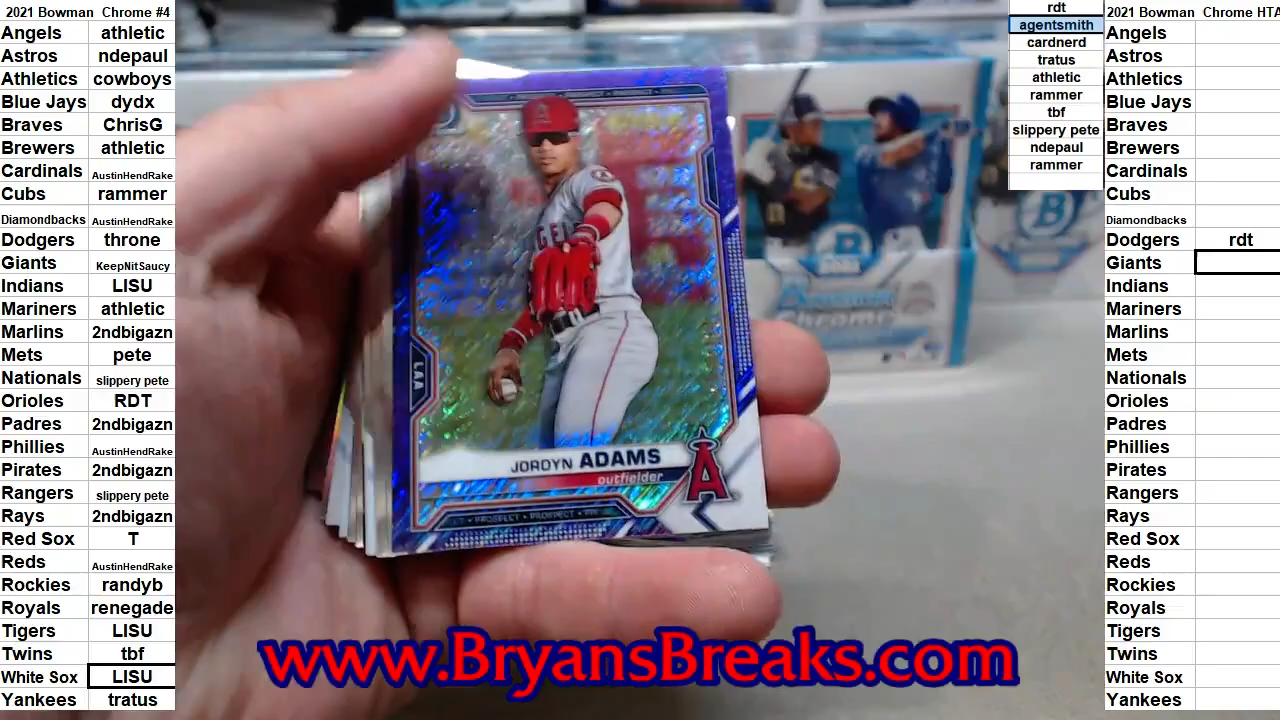 2021 Bowman Chrome #4
Angels athletic
Astros ndepaul
Athletics cowboys
Blue Jays dydx
Braves ChrisG
Brewers athletic
Cardinals AustinHendRake
Cubs rammer
Diamondbacks AustinHendRake
Dodgers throne
Giants KeepNitSaucy
Indians LISU
Mariners athletic
Marlins 2ndbigazn
Mets pete
Nationals slippery pete
Orioles RDT
Padres 2ndbigazn
Phillies AustinHendRake
Pirates 2ndbigazn
Rangers slippery pete
Rays 2ndbigazn
Red Sox T
Reds AustinHendRake
Rockies randyb
Royals renegade
Tigers LISU
Twins tbf
White Sox LISU
Yankees tratus
LAA
JORDYN ADAMS
outfielder
A
PROSPECT • PROSPECT
B
Chrome
www.BryansBreaks.com
rdt
agentsmith
cardnerd
tratus
athletic
rammer
tbf
slippery pete
ndepaul
rammer
2021 Bowman Chrome HTA
Angels
Astros
Athletics
Blue Jays
Braves
Brewers
Cardinals
Cubs
Diamondbacks
Dodgers rdt
Giants
Indians
Mariners
Marlins
Mets
Nationals
Orioles
Padres
Phillies
Pirates
Rangers
Rays
Red Sox
Reds
Rockies
Royals
Tigers
Twins
White Sox
Yankees